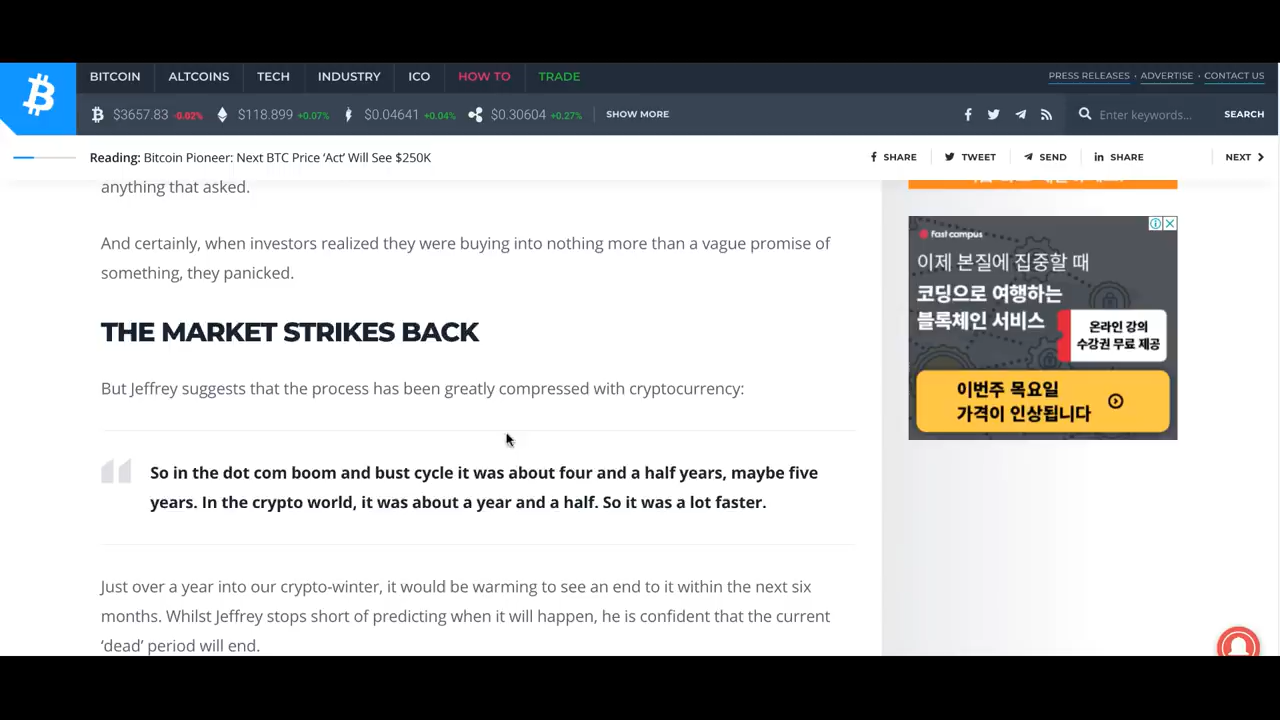 BITCOIN ALTCOINS TECH INDUSTRY ICO HOW TO TRADE PRESS RELEASES • ADVERTISE • CONTACT US
$3657.83 -0.02% $118.899 +0.07% $0.04641 +0.04% $0.30604 +0.27% SHOW MORE Enter keywords... SEARCH
Reading: Bitcoin Pioneer: Next BTC Price ‘Act’ Will See $250K SHARE TWEET SEND SHARE NEXT
anything that asked.
And certainly, when investors realized they were buying into nothing more than a vague promise of
something, they panicked.
THE MARKET STRIKES BACK
But Jeffrey suggests that the process has been greatly compressed with cryptocurrency:
So in the dot com boom and bust cycle it was about four and a half years, maybe five
years. In the crypto world, it was about a year and a half. So it was a lot faster.
Just over a year into our crypto-winter, it would be warming to see an end to it within the next six
months. Whilst Jeffrey stops short of predicting when it will happen, he is confident that the current
‘dead’ period will end.
fast campus
이제 본질에 집중할 때
코딩으로 여행하는
블록체인 서비스
온라인 강의
수강권 무료 제공
이번주 목요일
가격이 인상됩니다